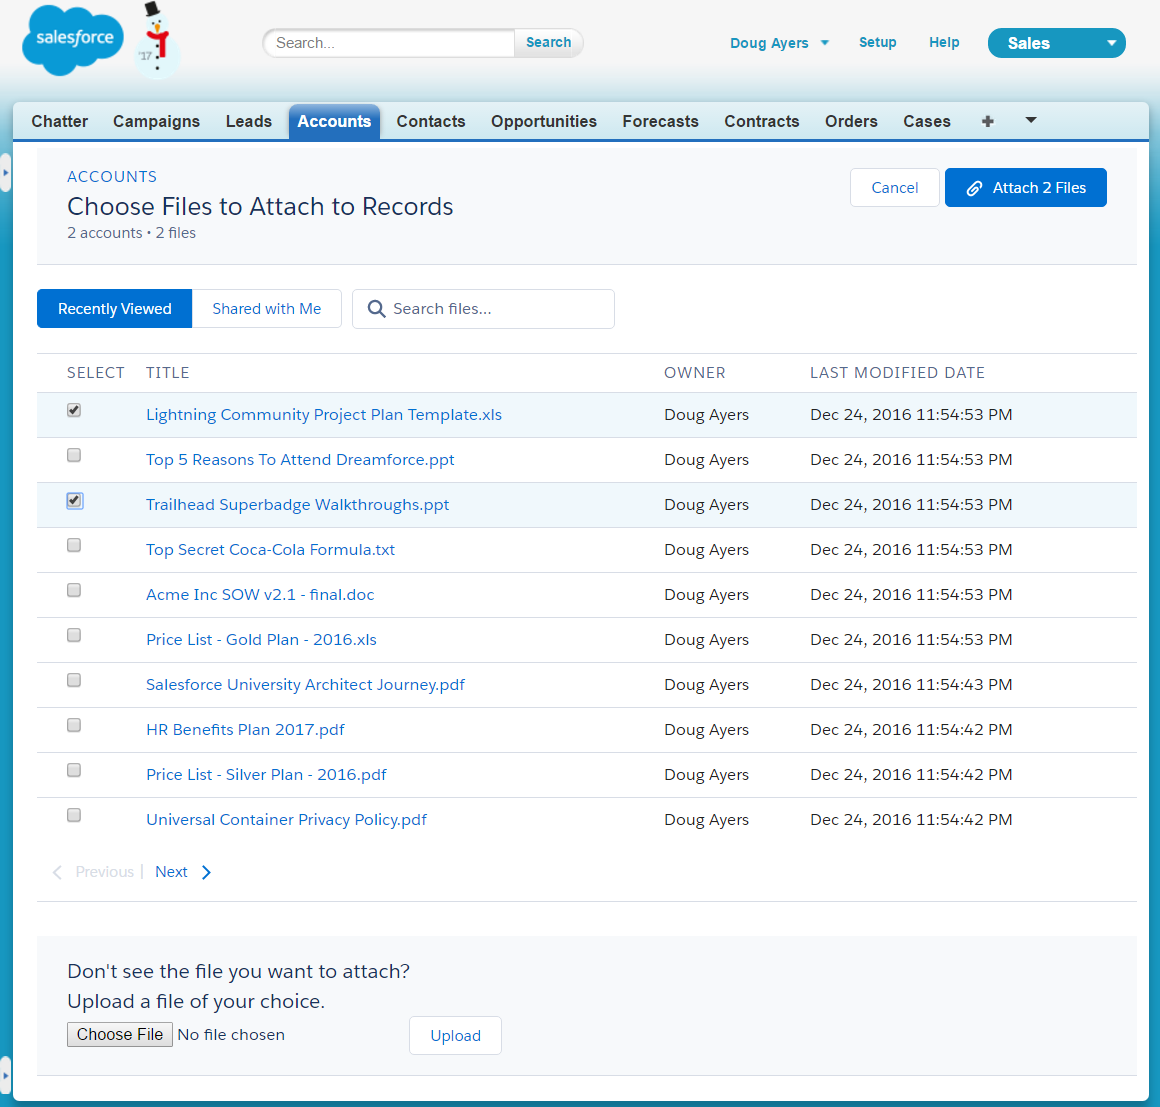 salesforce
'17
Search...
Search
Doug Ayers
Setup
Help
Sales
Chatter
Campaigns
Leads
Accounts
Contacts
Opportunities
Forecasts
Contracts
Orders
Cases
+
ACCOUNTS
Choose Files to Attach to Records
2 accounts • 2 files
Cancel
Attach 2 Files
Recently Viewed
Shared with Me
Search files...
SELECT TITLE OWNER LAST MODIFIED DATE
Lightning Community Project Plan Template.xls Doug Ayers Dec 24, 2016 11:54:53 PM
Top 5 Reasons To Attend Dreamforce.ppt Doug Ayers Dec 24, 2016 11:54:53 PM
Trailhead Superbadge Walkthroughs.ppt Doug Ayers Dec 24, 2016 11:54:53 PM
Top Secret Coca-Cola Formula.txt Doug Ayers Dec 24, 2016 11:54:53 PM
Acme Inc SOW v2.1 - final.doc Doug Ayers Dec 24, 2016 11:54:53 PM
Price List - Gold Plan - 2016.xls Doug Ayers Dec 24, 2016 11:54:53 PM
Salesforce University Architect Journey.pdf Doug Ayers Dec 24, 2016 11:54:43 PM
HR Benefits Plan 2017.pdf Doug Ayers Dec 24, 2016 11:54:42 PM
Price List - Silver Plan - 2016.pdf Doug Ayers Dec 24, 2016 11:54:42 PM
Universal Container Privacy Policy.pdf Doug Ayers Dec 24, 2016 11:54:42 PM
Previous | Next
Don't see the file you want to attach?
Upload a file of your choice.
Choose File No file chosen
Upload